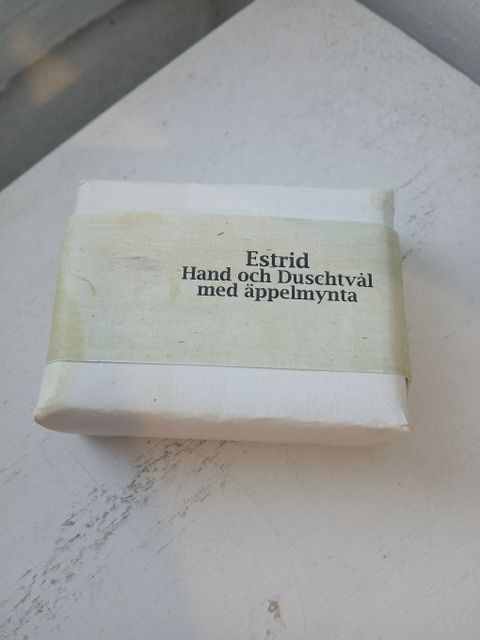 Estrid
Hand och Duschtvål
med äppelmynta